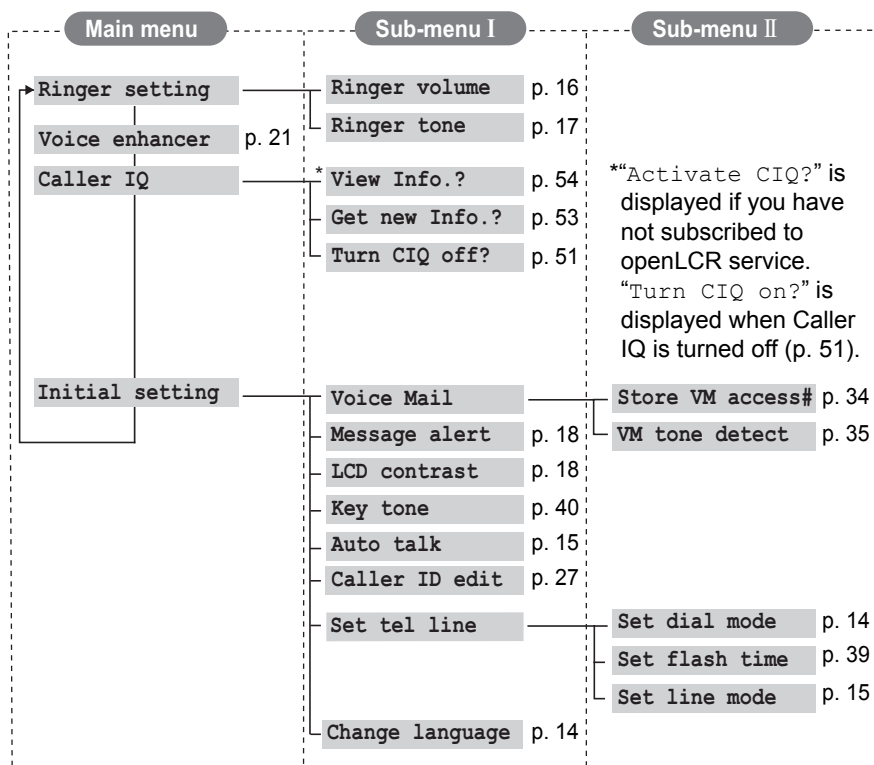 Main menu Sub-menu Ⅰ Sub-menu Ⅱ
Ringer setting Ringer volume p. 16
Ringer tone p. 17
Voice enhancer p. 21
Caller IQ * View Info.? p. 54
Get new Info.? p. 53
Turn CIQ off? p. 51
*“Activate CIQ?” is
displayed if you have
not subscribed to
openLCR service.
“Turn CIQ on?” is
displayed when Caller
IQ is turned off (p. 51).
Initial setting Voice Mail Store VM access# p. 34
Message alert p. 18 VM tone detect p. 35
LCD contrast p. 18
Key tone p. 40
Auto talk p. 15
Caller ID edit p. 27
Set tel line Set dial mode p. 14
Set flash time p. 39
Set line mode p. 15
Change language p. 14